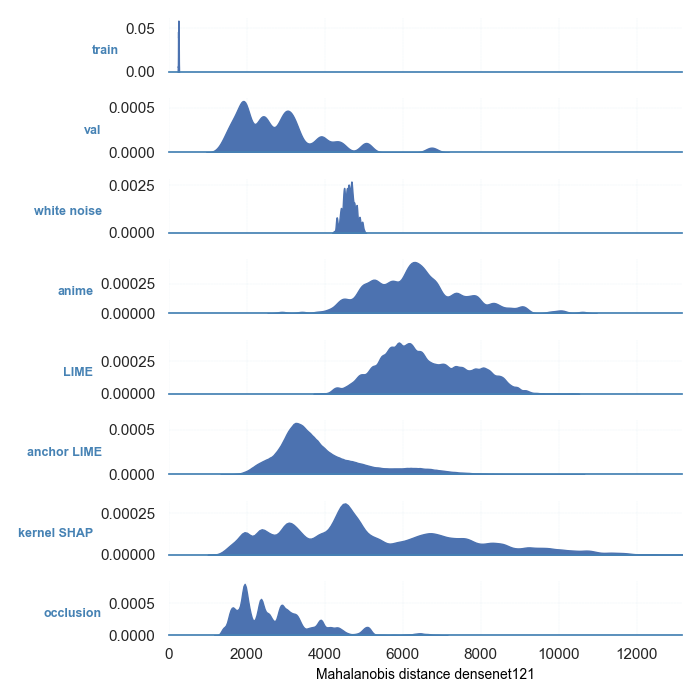 0.05
train
0.00
0.0005
val
0.0000
0.0025
white noise
0.0000
0.00025
anime
0.00000
0.00025
LIME
0.00000
0.0005
anchor LIME
0.0000
0.00025
kernel SHAP
0.00000
0.0005
occlusion
0.0000
0 2000 4000 6000 8000 10000 12000
Mahalanobis distance densenet121